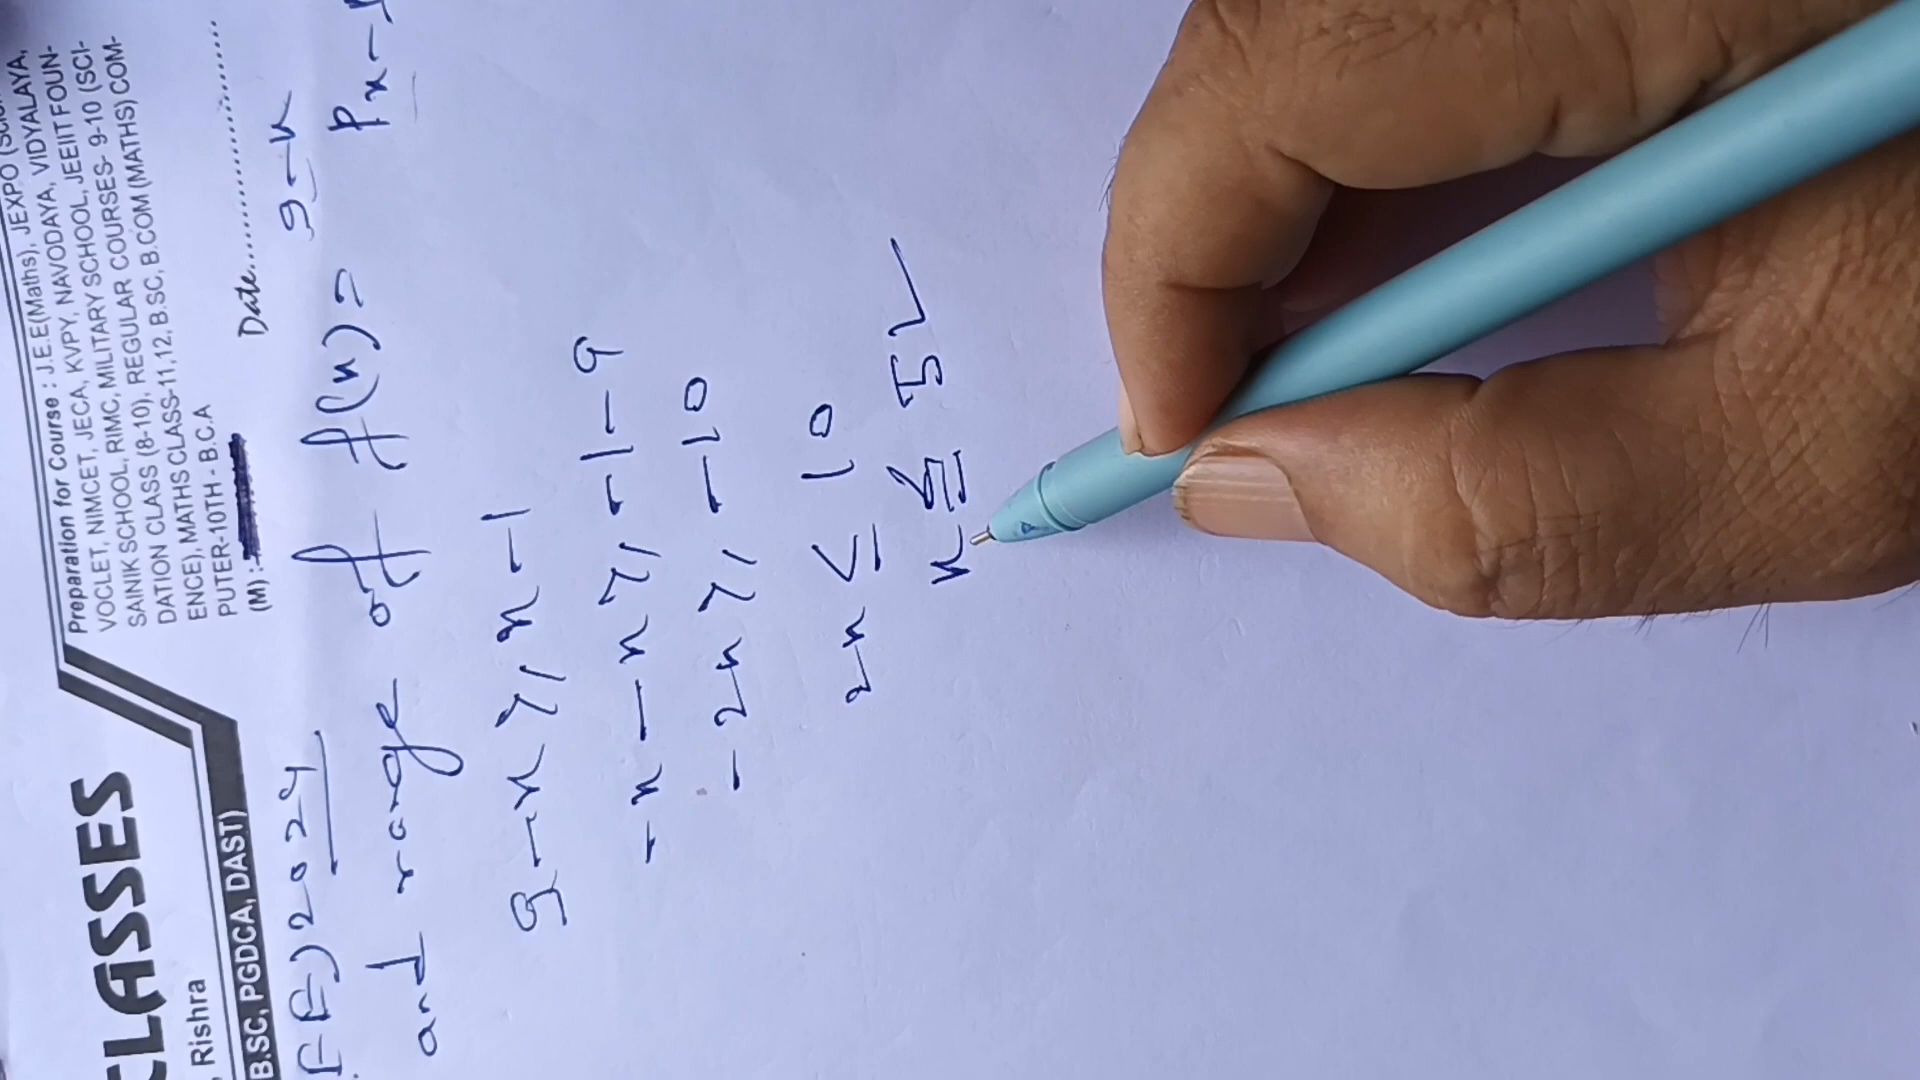 CLASSES
, Rishra
B.SC, PGDCA, DAST)
Preparation for Course : J.E.E(Maths), JEXPO
VOCLET, NIMCET, JECA, KVPY, NAVODAYA, VIDYALAYA,
SAINIK SCHOOL, RIMC, MILITARY SCHOOL, JEEIIT FOUN-
DATION CLASS (8-10), REGULAR COURSES- 9-10 (SCI-
ENCE), MATHS CLASS-11,12, B.SC, B.COM (MATHS) COM-
PUTER-10TH - B.C.A
(M) :-
Date
2024
9-x
and range of f(x) = Px-
9-x ≥ x-1
-x-x ≥ -1-9
-2x ≥ -10
2x ≤ 10
x ≤ 5